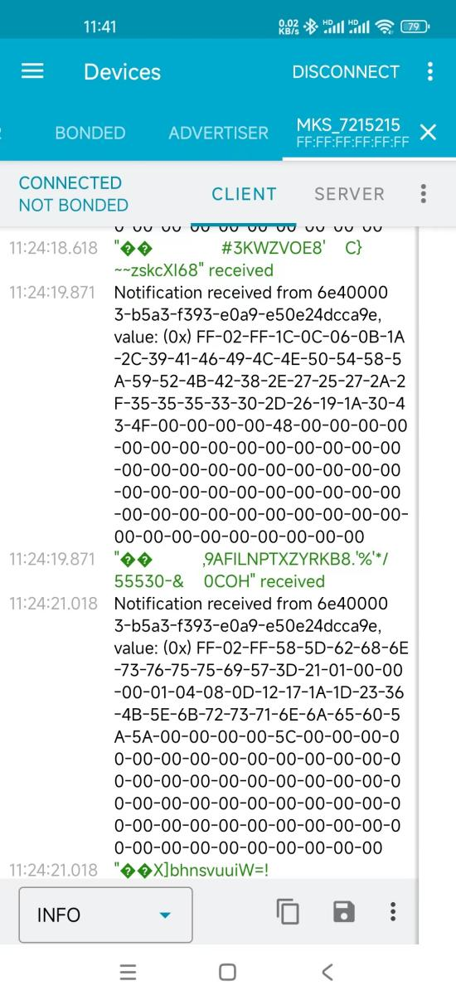 11:41
0.02 KB/s HD HD 79
Devices
DISCONNECT
BONDED
ADVERTISER
MKS_7215215
FF:FF:FF:FF:FF:FF
CONNECTED
NOT BONDED
CLIENT
SERVER
0-00-00-00-00-00-00-00-00-00
11:24:18.618 "�� #3KWZVOE8' C}
~~zskcXI68" received
11:24:19.871 Notification received from 6e40000
3-b5a3-f393-e0a9-e50e24dcca9e,
value: (0x) FF-02-FF-1C-0C-06-0B-1A
-2C-39-41-46-49-4C-4E-50-54-58-5
A-59-52-4B-42-38-2E-27-25-27-2A-2
F-35-35-35-33-30-2D-26-19-1A-30-4
3-4F-00-00-00-00-48-00-00-00-00
-00-00-00-00-00-00-00-00-00-00
-00-00-00-00-00-00-00-00-00-00
-00-00-00-00-00-00-00-00-00-00
-00-00-00-00-00-00-00-00-00-00-
00-00-00-00-00-00-00-00-00
11:24:19.871 "�� ,9AFILNPTXZYRKB8.'%'*/
55530-& 0COH" received
11:24:21.018 Notification received from 6e40000
3-b5a3-f393-e0a9-e50e24dcca9e,
value: (0x) FF-02-FF-58-5D-62-68-6E
-73-76-75-75-69-57-3D-21-01-00-00
-00-01-04-08-0D-12-17-1A-1D-23-36
-4B-5E-6B-72-73-71-6E-6A-65-60-5
A-5A-00-00-00-00-5C-00-00-00-0
0-00-00-00-00-00-00-00-00-00-0
0-00-00-00-00-00-00-00-00-00-0
0-00-00-00-00-00-00-00-00-00-0
0-00-00-00-00-00-00-00-00-00-0
0-00-00-00-00-00-00-00-00-00
11:24:21.018 "��X]bhnsvuuiW=!
INFO